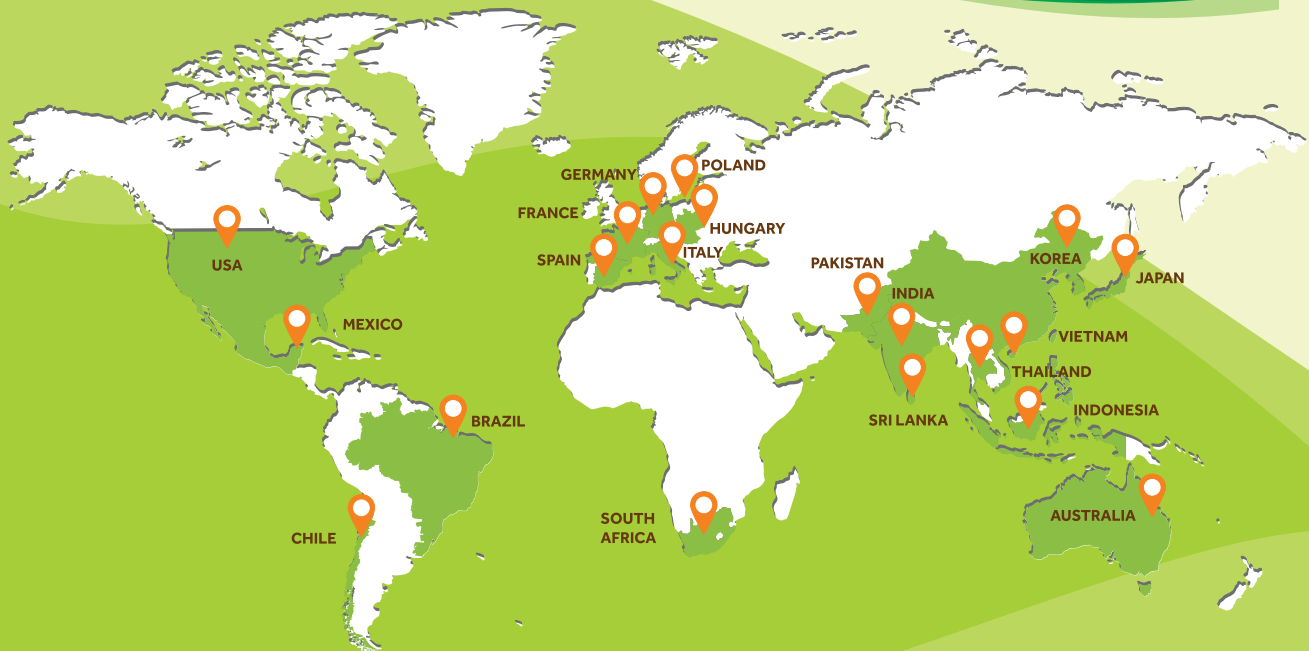 POLAND
GERMANY
FRANCE
HUNGARY
SPAIN
ITALY
USA
KOREA
PAKISTAN
JAPAN
INDIA
MEXICO
VIETNAM
THAILAND
INDONESIA
SRI LANKA
BRAZIL
AUSTRALIA
SOUTH
AFRICA
CHILE